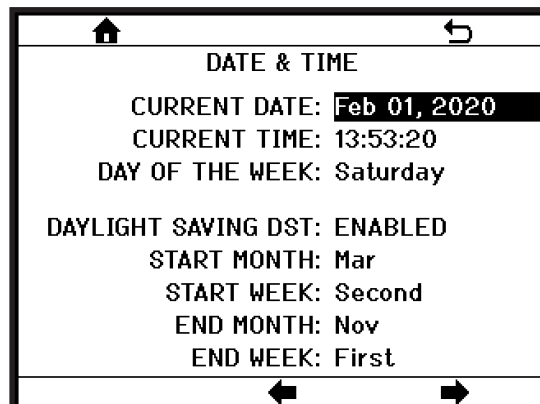 DATE & TIME
CURRENT DATE: Feb 01, 2020
CURRENT TIME: 13:53:20
DAY OF THE WEEK: Saturday
DAYLIGHT SAVING DST: ENABLED
START MONTH: Mar
START WEEK: Second
END MONTH: Nov
END WEEK: First